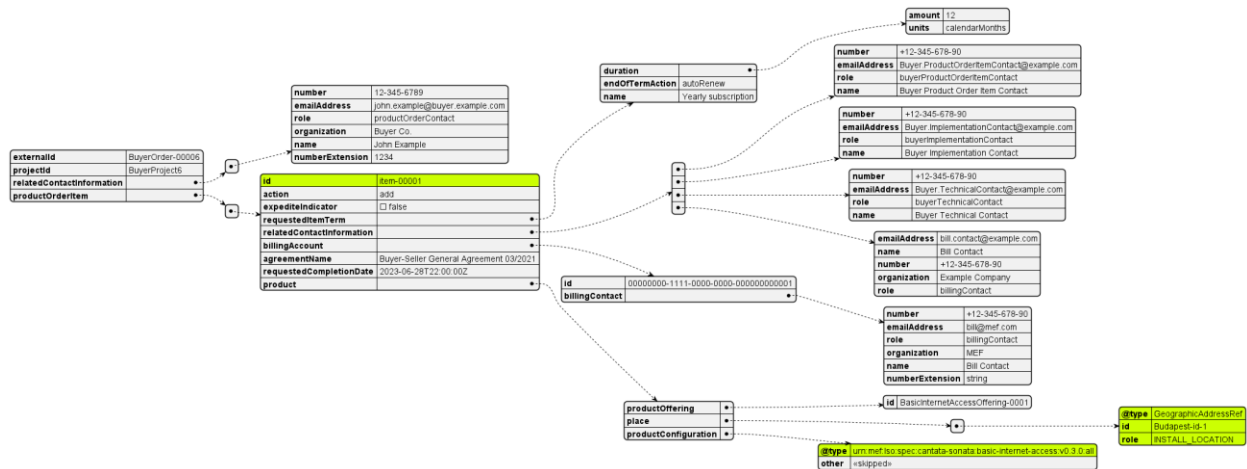 externalId BuyerOrder-00006
projectId BuyerProject6
relatedContactInformation
productOrderItem
number 12-345-6789
emailAddress john.example@buyer.example.com
role productOrderContact
organization Buyer Co.
name John Example
numberExtension 1234
id item-00001
action add
expediteIndicator ☐ false
requestedItemTerm
relatedContactInformation
billingAccount
agreementName Buyer-Seller General Agreement 03/2021
requestedCompletionDate 2023-06-28T22:00.00Z
product
duration
endOfTermAction autoRenew
name Yearly subscription
amount 12
units calendarMonths
number +12-345-678-90
emailAddress Buyer.ProductOrderItemContact@example.com
role buyerProductOrderItemContact
name Buyer Product Order Item Contact
number +12-345-678-90
emailAddress Buyer.ImplementationContact@example.com
role buyerImplementationContact
name Buyer Implementation Contact
number +12-345-678-90
emailAddress Buyer.TechnicalContact@example.com
role buyerTechnicalContact
name Buyer Technical Contact
emailAddress bill.contact@example.com
name Bill Contact
number +12-345-678-90
organization Example Company
role billingContact
id 00000000-1111-0000-0000-000000000001
billingContact
number +12-345-678-90
emailAddress bill@mef.com
role billingContact
organization MEF
name Bill Contact
numberExtension string
productOffering
place
productConfiguration
id BasicInternetAccessOffering-0001
@type GeographicAddressRef
id Budapest-id-1
role INSTALL_LOCATION
@type urn:mef:lso:spec:cantata-sonata:basic-internet-access:v0.3.0:all
other «skipped»